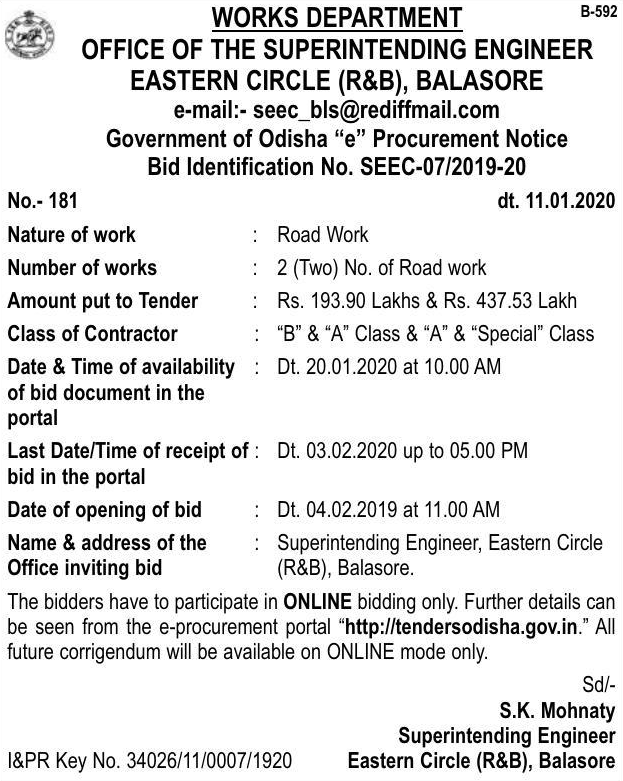 B-592
WORKS DEPARTMENT
OFFICE OF THE SUPERINTENDING ENGINEER
EASTERN CIRCLE (R&B), BALASORE
e-mail:- seec_bls@rediffmail.com
Government of Odisha “e” Procurement Notice
Bid Identification No. SEEC-07/2019-20
No.- 181 dt. 11.01.2020
Nature of work : Road Work
Number of works : 2 (Two) No. of Road work
Amount put to Tender : Rs. 193.90 Lakhs & Rs. 437.53 Lakh
Class of Contractor : “B” & “A” Class & “A” & “Special” Class
Date & Time of availability : Dt. 20.01.2020 at 10.00 AM
of bid document in the
portal
Last Date/Time of receipt of : Dt. 03.02.2020 up to 05.00 PM
bid in the portal
Date of opening of bid : Dt. 04.02.2019 at 11.00 AM
Name & address of the : Superintending Engineer, Eastern Circle
Office inviting bid (R&B), Balasore.
The bidders have to participate in ONLINE bidding only. Further details can
be seen from the e-procurement portal “http://tendersodisha.gov.in.” All
future corrigendum will be available on ONLINE mode only.
Sd/-
S.K. Mohnaty
Superintending Engineer
I&PR Key No. 34026/11/0007/1920 Eastern Circle (R&B), Balasore